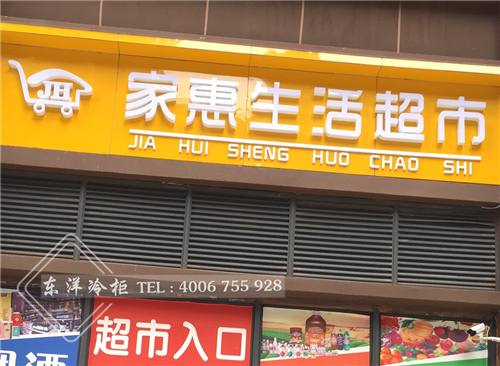 家惠生活超市
JIA HUI SHENG HUO CHAO SHI
东洋冷柜 TEL：4006 755 928
超市入口
酒